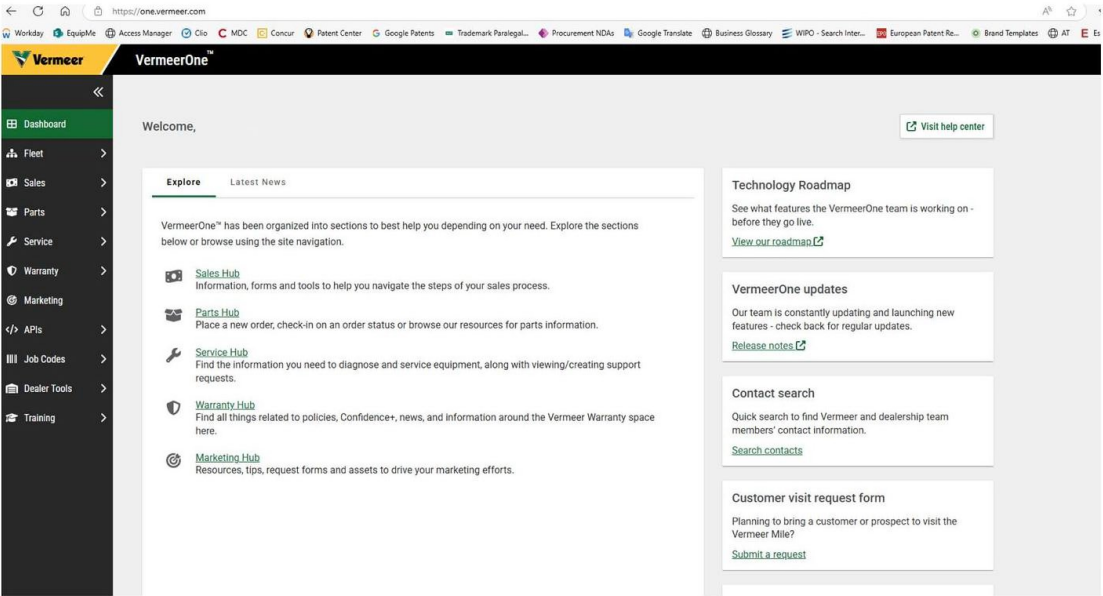 https://one.vermeer.com
Workday EquipMe Access Manager Clio MDC Concur Patent Center Google Patents Trademark Paralegal... Procurement NDAs Google Translate Business Glossary WIPO - Search Inter... European Patent Re... Brand Templates AT Es
Vermeer VermeerOne™
Dashboard
Fleet
Sales
Parts
Service
Warranty
Marketing
APIs
Job Codes
Dealer Tools
Training
Welcome,
Visit help center
Explore Latest News
VermeerOne™ has been organized into sections to best help you depending on your need. Explore the sections
below or browse using the site navigation.
Sales Hub
Information, forms and tools to help you navigate the steps of your sales process.
Parts Hub
Place a new order, check-in on an order status or browse our resources for parts information.
Service Hub
Find the information you need to diagnose and service equipment, along with viewing/creating support
requests.
Warranty Hub
Find all things related to policies, Confidence+, news, and information around the Vermeer Warranty space
here.
Marketing Hub
Resources, tips, request forms and assets to drive your marketing efforts.
Technology Roadmap
See what features the VermeerOne team is working on -
before they go live.
View our roadmap
VermeerOne updates
Our team is constantly updating and launching new
features - check back for regular updates.
Release notes
Contact search
Quick search to find Vermeer and dealership team
members' contact information.
Search contacts
Customer visit request form
Planning to bring a customer or prospect to visit the
Vermeer Mile?
Submit a request